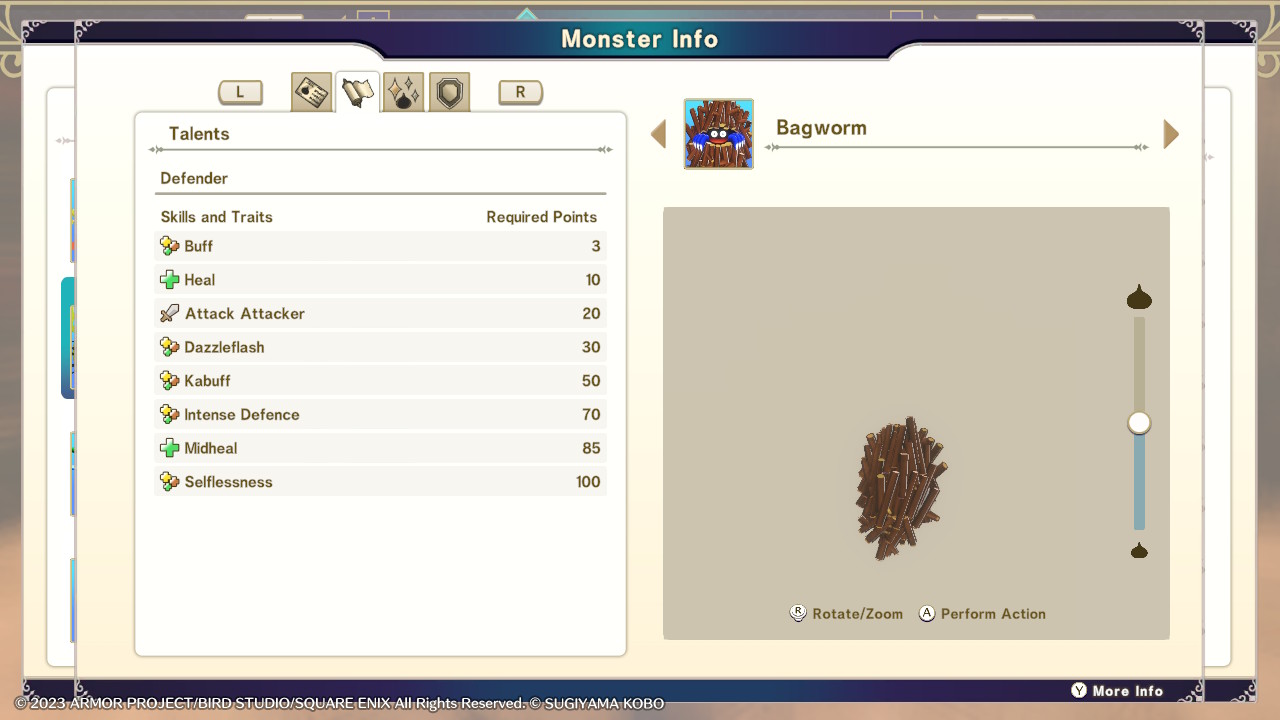 Monster Info
L
R
Talents
Defender
Skills and Traits Required Points
Buff 3
Heal 10
Attack Attacker 20
Dazzleflash 30
Kabuff 50
Intense Defence 70
Midheal 85
Selflessness 100
Bagworm
R Rotate/Zoom A Perform Action
Y More Info
© 2023 ARMOR PROJECT/BIRD STUDIO/SQUARE ENIX All Rights Reserved. © SUGIYAMA KOBO